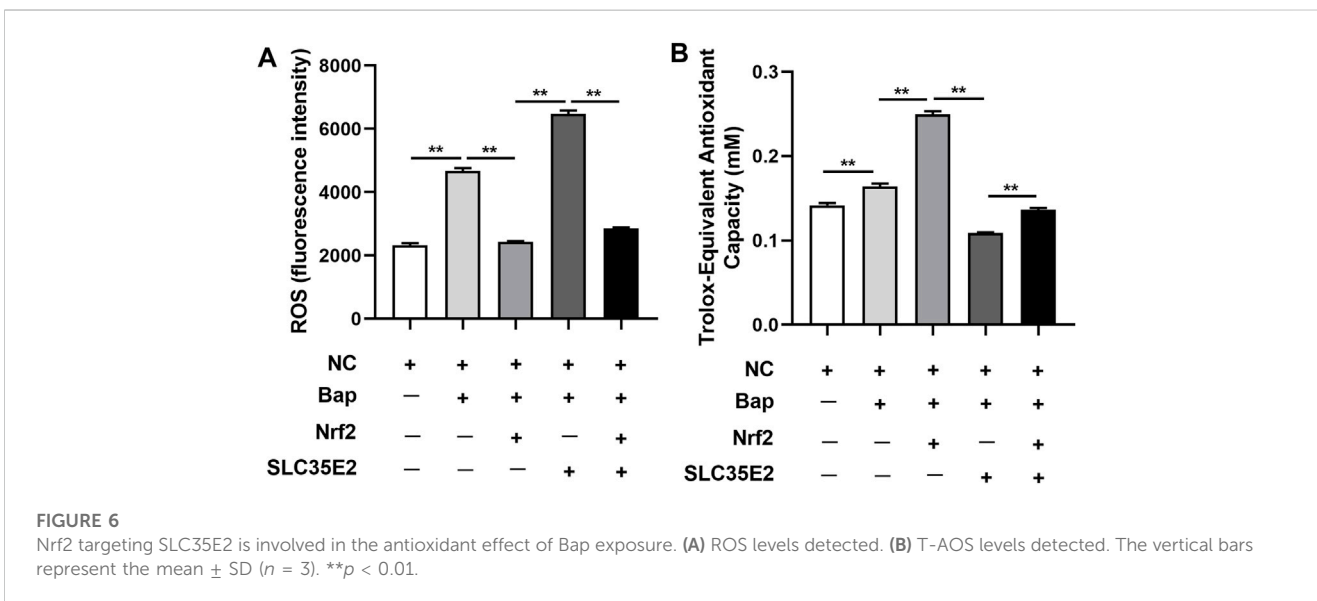 A
ROS (fluorescence intensity)
8000
6000
4000
2000
0
** ** ** **
NC + + + + +
Bap — + + + +
Nrf2 — — + — +
SLC35E2 — — — + +
B
Trolox-Equivalent Antioxidant
Capacity (mM)
0.3
0.2
0.1
0.0
** ** ** **
NC + + + + +
Bap — + + + +
Nrf2 — — + — +
SLC35E2 — — — + +
FIGURE 6
Nrf2 targeting SLC35E2 is involved in the antioxidant effect of Bap exposure. (A) ROS levels detected. (B) T-AOS levels detected. The vertical bars
represent the mean ± SD (n = 3). **p < 0.01.